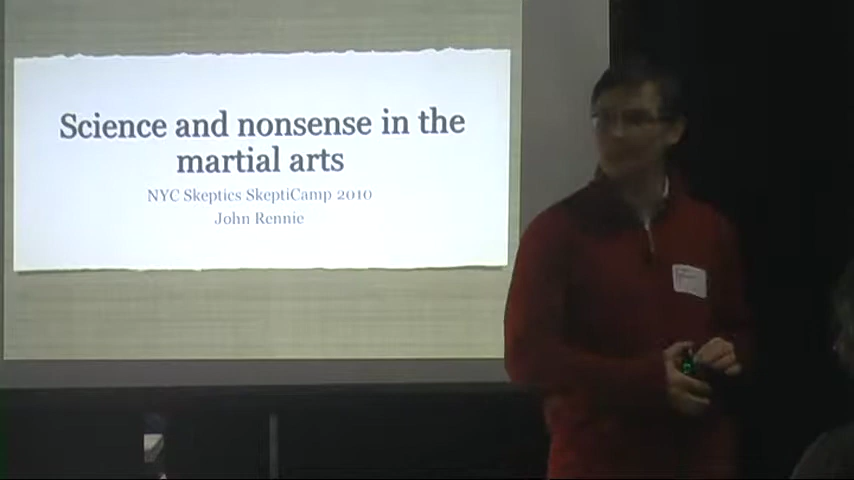 Science and nonsense in the
martial arts
NYC Skeptics SkeptiCamp 2010
John Rennie